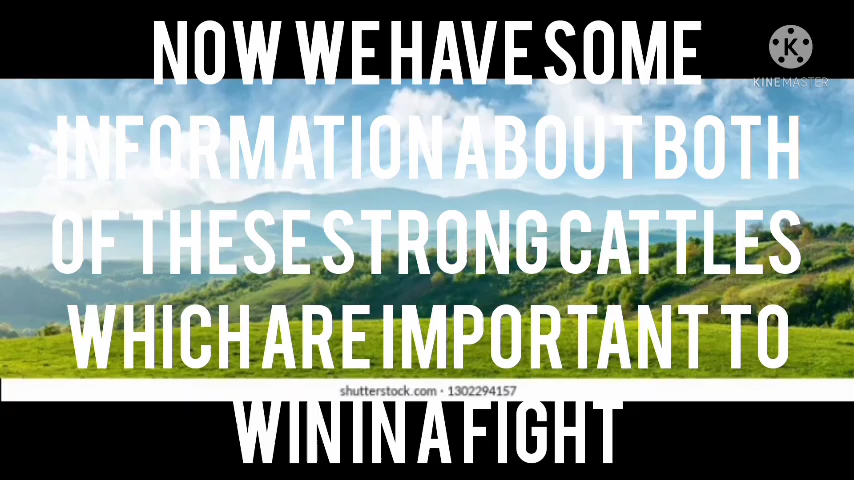 NOW WE HAVE SOME
INFORMATION ABOUT BOTH
OF THESE STRONG CATTLES
WHICH ARE IMPORTANT TO
WIN IN A FIGHT
K
KINEMASTER
shutterstock.com · 1302294157